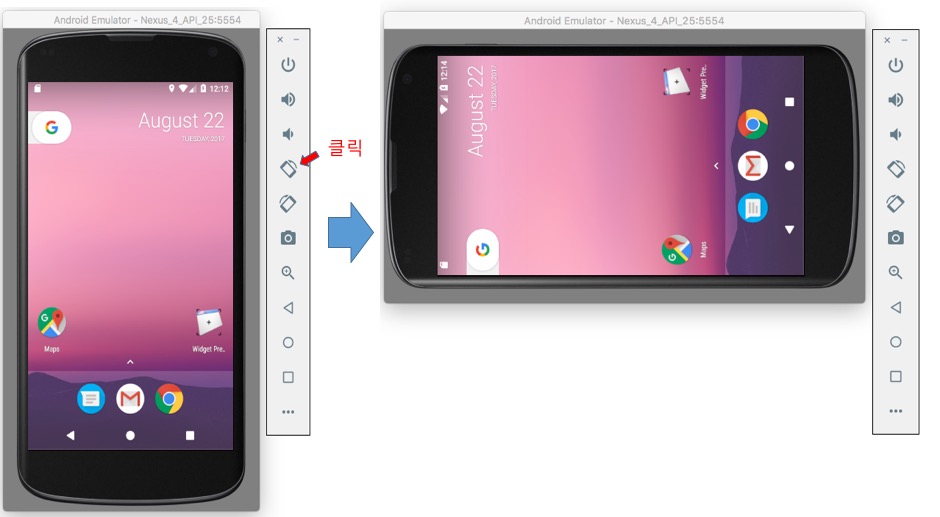 Android Emulator - Nexus_4_API_25:5554
12:12
August 22
TUESDAY, 2017
Maps
Widget Pre..
클릭
Android Emulator - Nexus_4_API_25:5554
12:14
August 22
TUESDAY, 2017
Widget Pre..
Maps